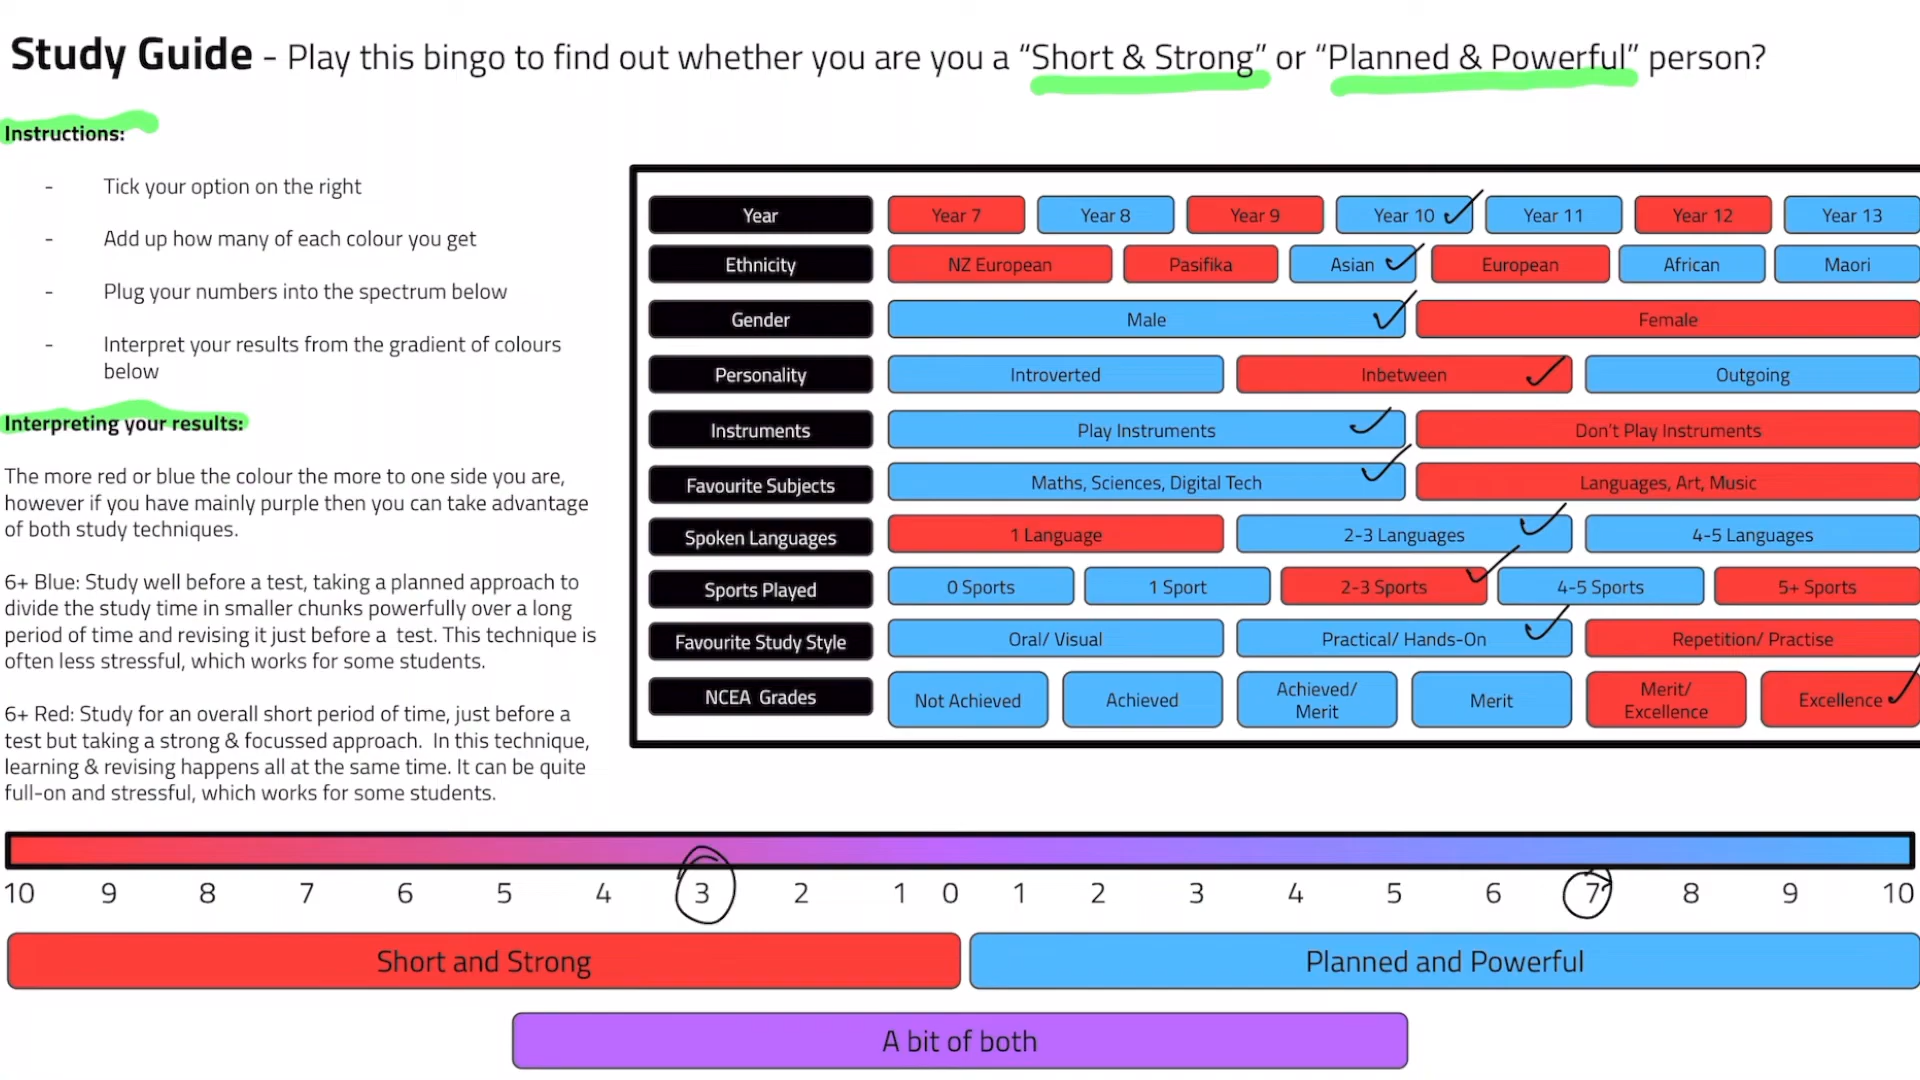 Study Guide - Play this bingo to find out whether you are you a “Short & Strong” or “Planned & Powerful” person?
Instructions:
- Tick your option on the right
- Add up how many of each colour you get
- Plug your numbers into the spectrum below
- Interpret your results from the gradient of colours
below
Interpreting your results:
The more red or blue the colour the more to one side you are,
however if you have mainly purple then you can take advantage
of both study techniques.
6+ Blue: Study well before a test, taking a planned approach to
divide the study time in smaller chunks powerfully over a long
period of time and revising it just before a test. This technique is
often less stressful, which works for some students.
6+ Red: Study for an overall short period of time, just before a
test but taking a strong & focussed approach. In this technique,
learning & revising happens all at the same time. It can be quite
full-on and stressful, which works for some students.
Year Year 7 Year 8 Year 9 Year 10 Year 11 Year 12 Year 13
Ethnicity NZ European Pasifika Asian European African Maori
Gender Male Female
Personality Introverted Inbetween Outgoing
Instruments Play Instruments Don't Play Instruments
Favourite Subjects Maths, Sciences, Digital Tech Languages, Art, Music
Spoken Languages 1 Language 2-3 Languages 4-5 Languages
Sports Played 0 Sports 1 Sport 2-3 Sports 4-5 Sports 5+ Sports
Favourite Study Style Oral/ Visual Practical/ Hands-On Repetition/ Practise
NCEA Grades Not Achieved Achieved Achieved/ Merit Merit Merit/ Excellence Excellence
10 9 8 7 6 5 4 3 2 1 0 1 2 3 4 5 6 7 8 9 10
Short and Strong Planned and Powerful
A bit of both